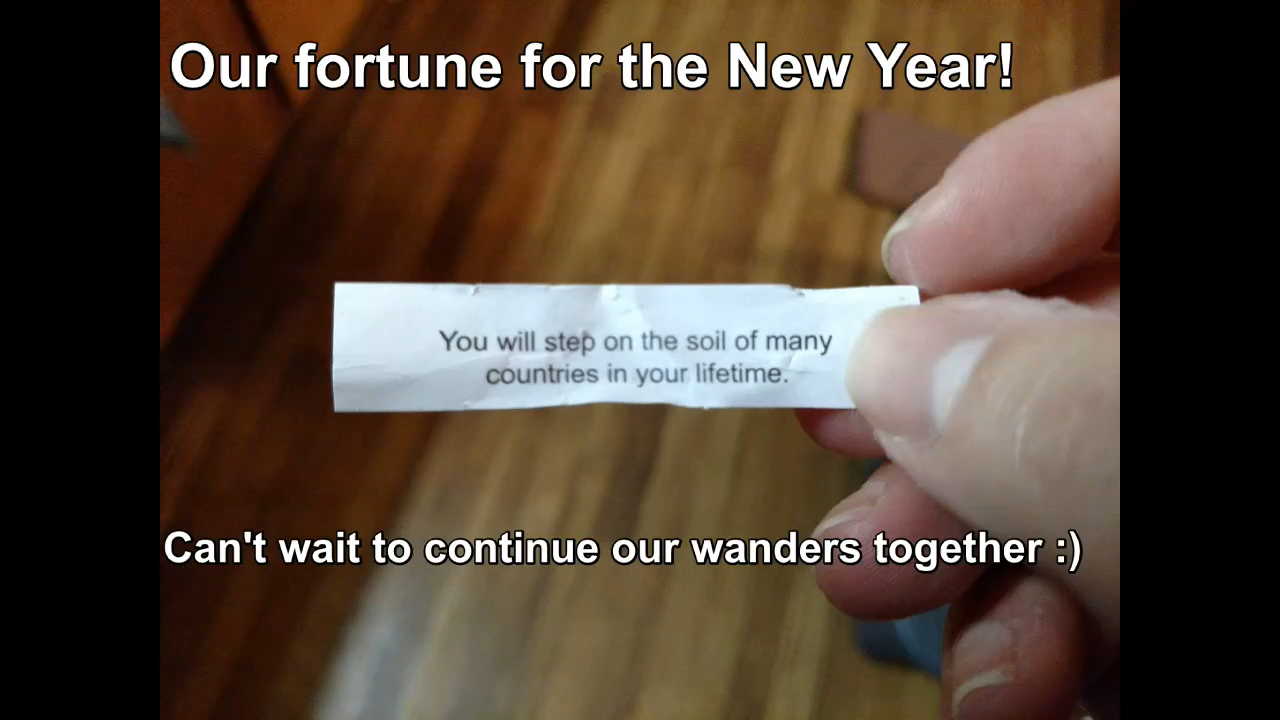 Our fortune for the New Year!
You will step on the soil of many
countries in your lifetime.
Can't wait to continue our wanders together :)